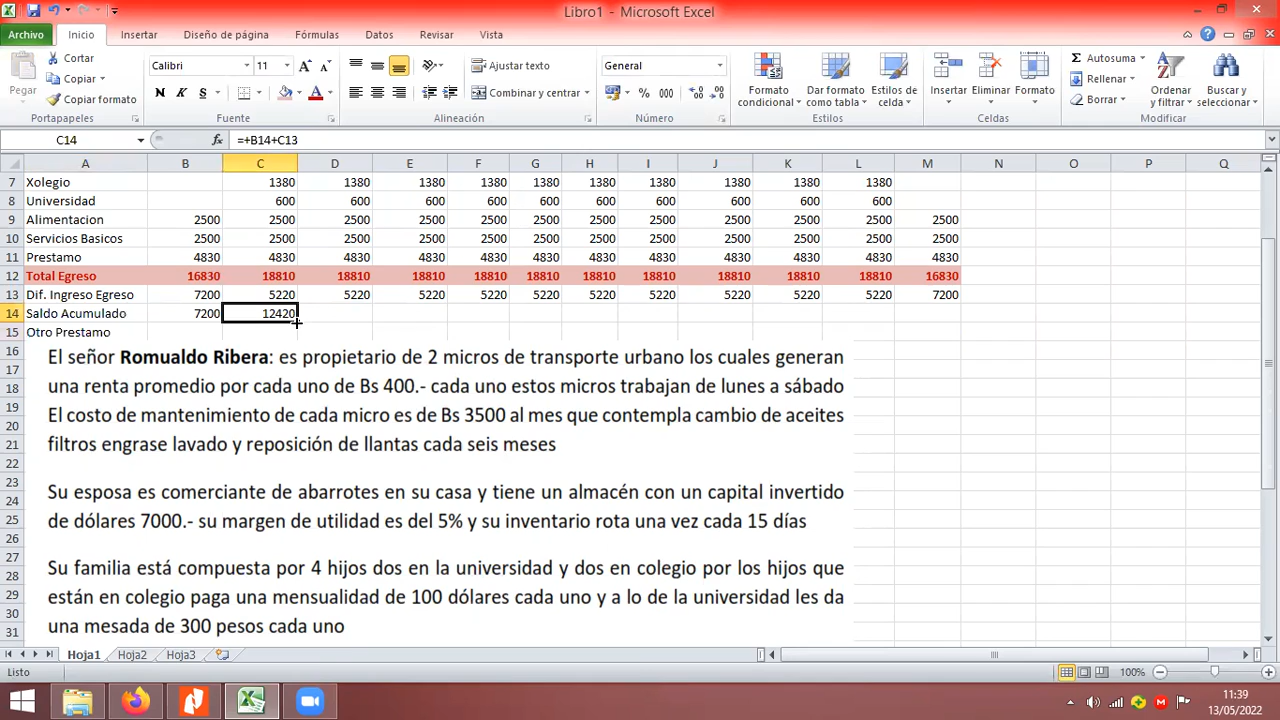 Libro1 - Microsoft Excel
Archivo Inicio Insertar Diseño de página Fórmulas Datos Revisar Vista
Pegar
Cortar
Copiar
Copiar formato
Portapapeles
Calibri 11
N K S
Fuente
Ajustar texto
Combinar y centrar
Alineación
General
% 000
Número
Formato condicional
Dar formato como tabla
Estilos de celda
Estilos
Insertar Eliminar Formato
Celdas
Autosuma
Rellenar
Borrar
Ordenar y filtrar
Buscar y seleccionar
Modificar
C14 fx =+B14+C13
A B C D E F G H I J K L M N O P Q
7 Xolegio 1380 1380 1380 1380 1380 1380 1380 1380 1380 1380
8 Universidad 600 600 600 600 600 600 600 600 600 600
9 Alimentacion 2500 2500 2500 2500 2500 2500 2500 2500 2500 2500 2500 2500
10 Servicios Basicos 2500 2500 2500 2500 2500 2500 2500 2500 2500 2500 2500 2500
11 Prestamo 4830 4830 4830 4830 4830 4830 4830 4830 4830 4830 4830 4830
12 Total Egreso 16830 18810 18810 18810 18810 18810 18810 18810 18810 18810 18810 16830
13 Dif. Ingreso Egreso 7200 5220 5220 5220 5220 5220 5220 5220 5220 5220 5220 7200
14 Saldo Acumulado 7200 12420
15 Otro Prestamo
16
17
18
19
20
21
22
23
24
25
26
27
28
29
30
31
El señor Romualdo Ribera: es propietario de 2 micros de transporte urbano los cuales generan
una renta promedio por cada uno de Bs 400.- cada uno estos micros trabajan de lunes a sábado
El costo de mantenimiento de cada micro es de Bs 3500 al mes que contempla cambio de aceites
filtros engrase lavado y reposición de llantas cada seis meses
Su esposa es comerciante de abarrotes en su casa y tiene un almacén con un capital invertido
de dólares 7000.- su margen de utilidad es del 5% y su inventario rota una vez cada 15 días
Su familia está compuesta por 4 hijos dos en la universidad y dos en colegio por los hijos que
están en colegio paga una mensualidad de 100 dólares cada uno y a lo de la universidad les da
una mesada de 300 pesos cada uno
Hoja1 Hoja2 Hoja3
Listo
100%
11:39
13/05/2022